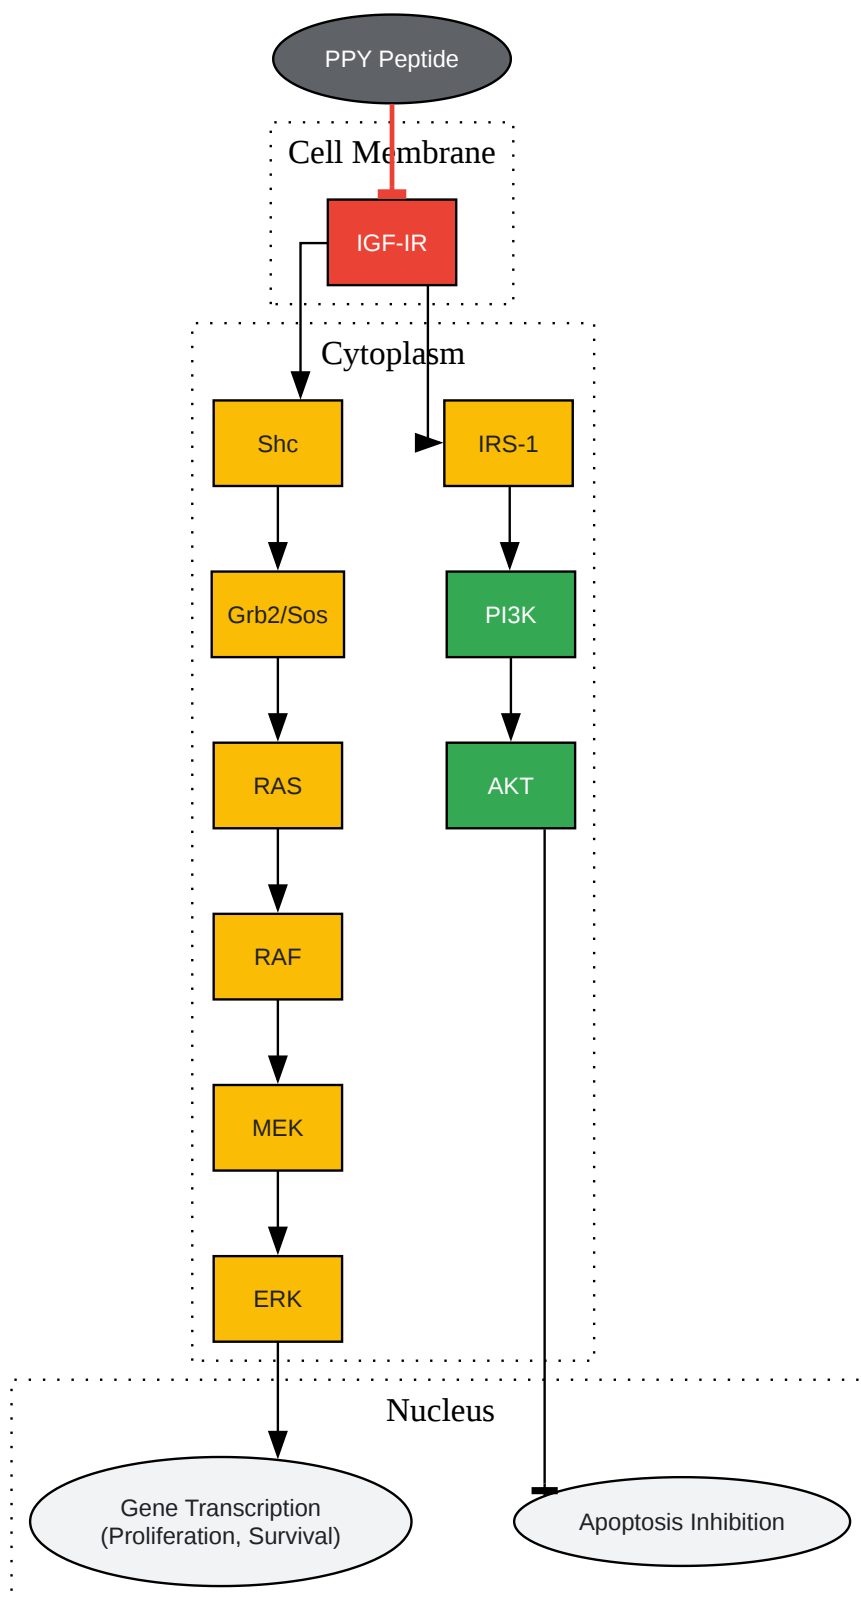 PPY Peptide
Cell Membrane
IGF-IR
Cytoplasm
Shc
IRS-1
Grb2/Sos
PI3K
RAS
AKT
RAF
MEK
ERK
Nucleus
Gene Transcription
(Proliferation, Survival)
Apoptosis Inhibition